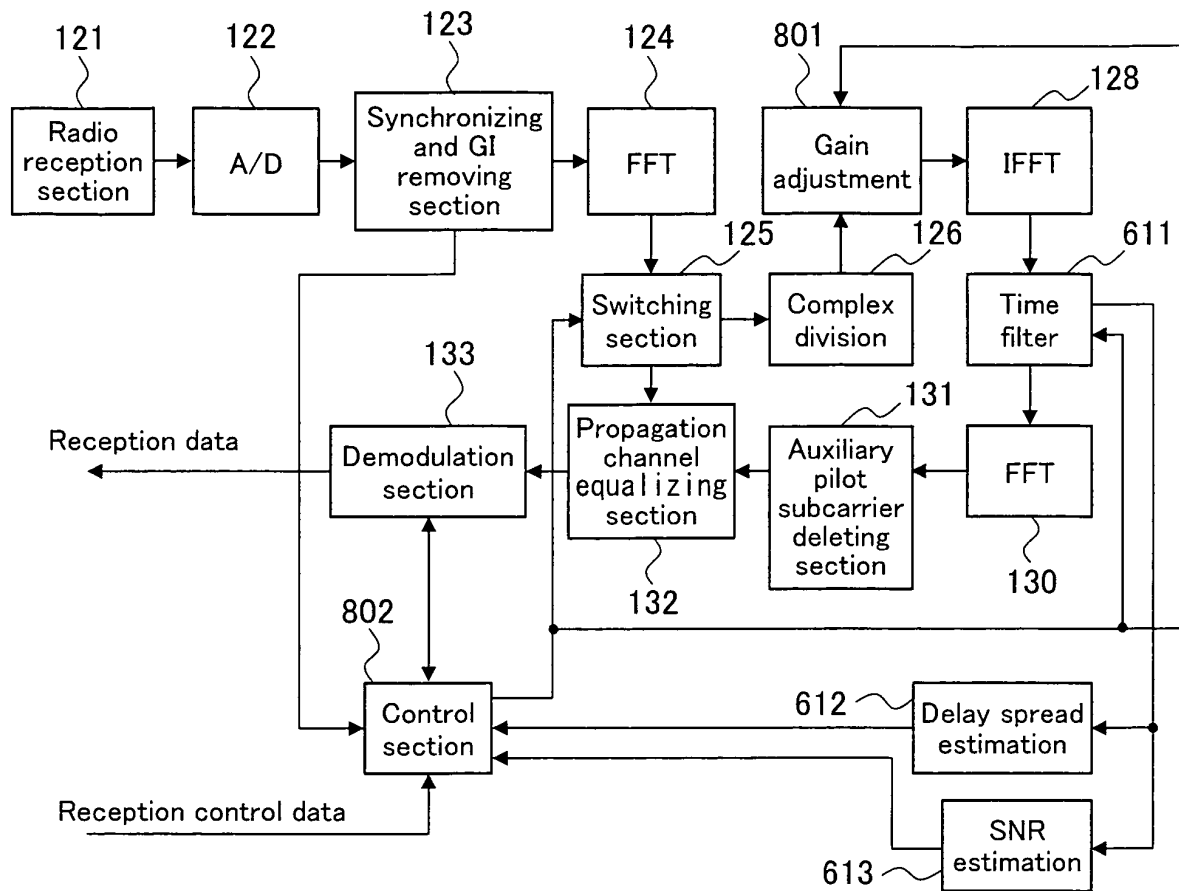 121
122
123
124
801
128
Radio
reception
section
A/D
Synchronizing
and GI
removing
section
FFT
Gain
adjustment
IFFT
125
126
611
Switching
section
Complex
division
Time
filter
133
131
Reception data
Demodulation
section
Propagation
channel
equalizing
section
Auxiliary
pilot
subcarrier
deleting
section
FFT
132
130
802
Control
section
612
Delay spread
estimation
Reception control data
SNR
estimation
613